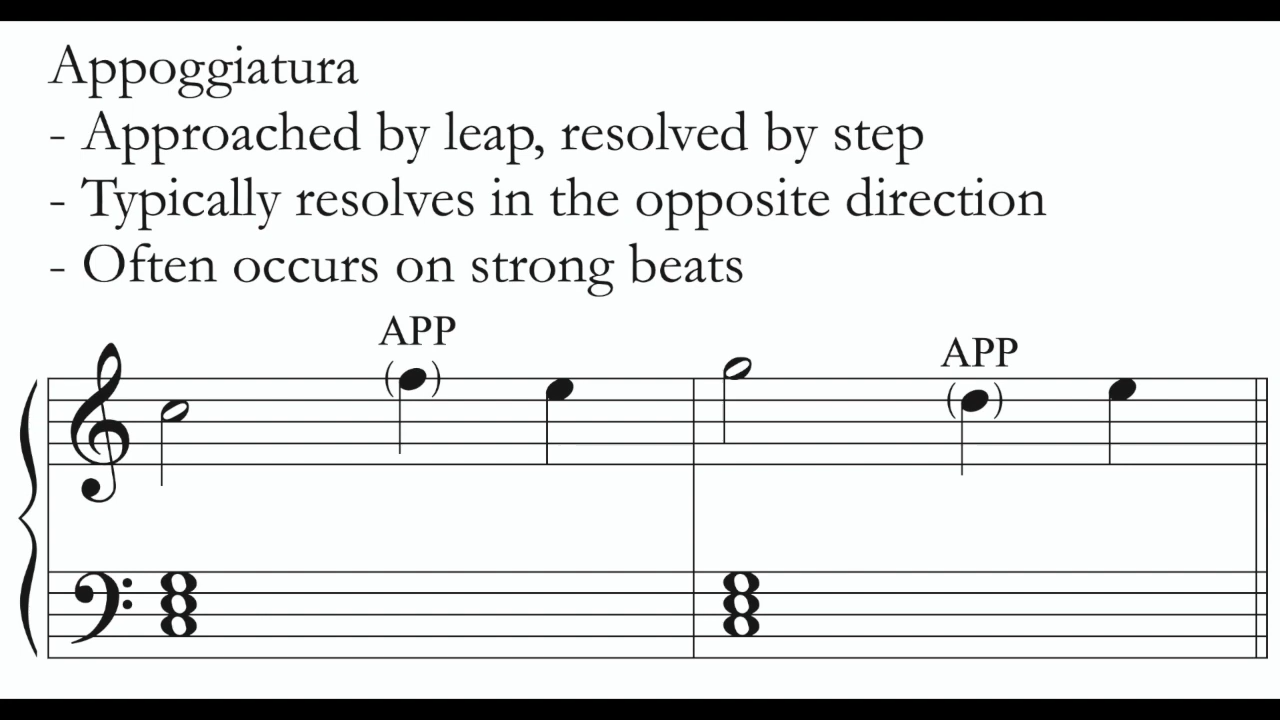 Appoggiatura
- Approached by leap, resolved by step
- Typically resolves in the opposite direction
- Often occurs on strong beats
APP
APP